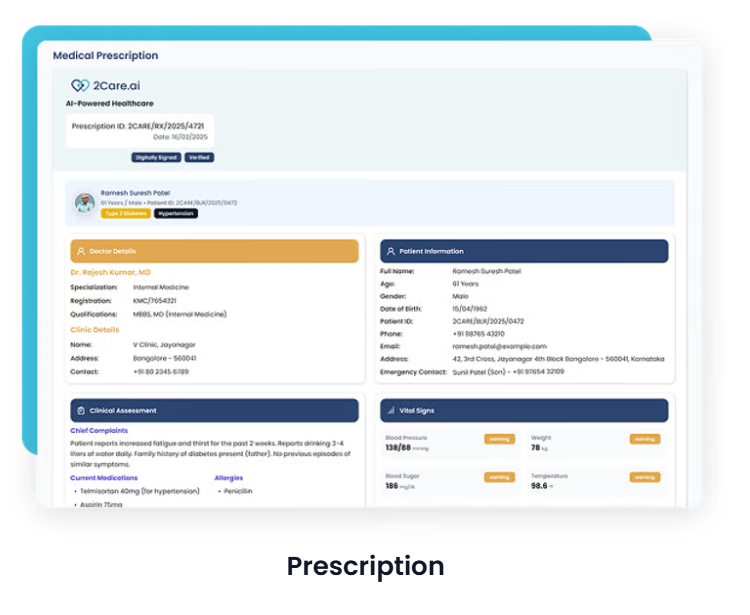 Medical Prescription
2Care.ai
AI-Powered Healthcare
Prescription ID: 2CARE/RX/2025/4721
Date: 16/02/2025
Digitally Signed Verified
Ramesh Suresh Patel
61 Years / Male • Patient ID: 2CARE/BLR/2025/0472
Type 2 Diabetes Hypertension
Doctor Details
Dr. Rajesh Kumar, MD
Specialization: Internal Medicine
Registration: KMC/7654321
Qualifications: MBBS, MD (Internal Medicine)
Clinic Details
Name: V Clinic, Jayanagar
Address: Bangalore - 560041
Contact: +91 80 2345 6789
Patient Information
Full Name: Ramesh Suresh Patel
Age: 61 Years
Gender: Male
Date of Birth: 15/04/1962
Patient ID: 2CARE/BLR/2025/0472
Phone: +91 98765 43210
Email: ramesh.patel@example.com
Address: 42, 3rd Cross, Jayanagar 4th Block Bangalore - 560041, Karnataka
Emergency Contact: Sunil Patel (Son) - +91 97654 32109
Clinical Assessment
Chief Complaints
Patient reports increased fatigue and thirst for the past 2 weeks. Reports drinking 3-4
liters of water daily. Family history of diabetes present (father). No previous episodes of
similar symptoms.
Current Medications Allergies
• Telmisartan 40mg (for hypertension) • Penicillin
• Aspirin 75mg
Vital Signs
Blood Pressure warning
138/88 mmHg
Weight warning
78 kg
Blood Sugar warning
186 mg/dL
Temperature warning
98.6 °F
Prescription